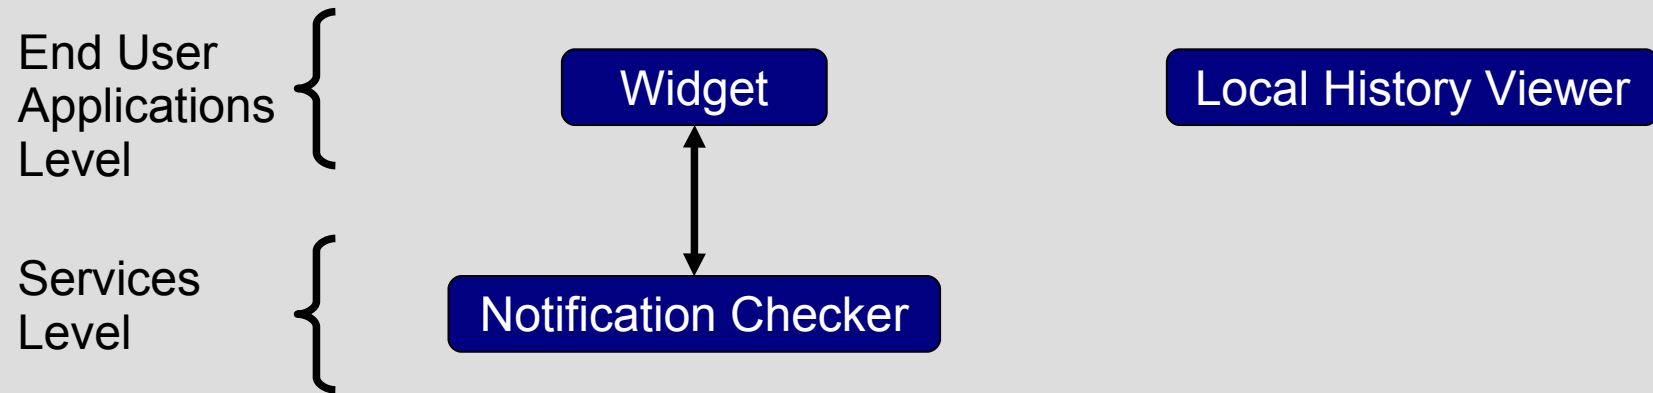 End User
Applications
Level
Widget
Local History Viewer
Services
Level
Notification Checker